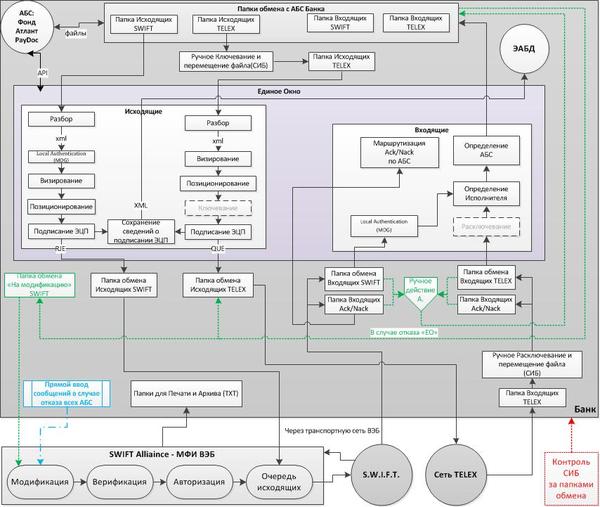 АБС:
Фонд
Атлант
PayDoc
файлы
API
Папки обмена с АБС Банка
Папка Исходящих
SWIFT
Папка Исходящих
TELEX
Папка Входящих
SWIFT
Папка Входящих
TELEX
Ручное Ключевание и
перемещение файла(СИБ)
Папка Исходящих
TELEX
ЭАБД
Единое Окно
Исходящие
Разбор
xml
Local Authentication
(MOG)
Визирование
Позиционирование
Подписание ЭЦП
RJE
XML
Сохранение
сведений о
подписании ЭЦП
Разбор
xml
Визирование
Позиционирование
Ключевание
Подписание ЭЦП
QUE
Входящие
Маршрутизация
Ack/Nack
по АБС
Определение
АБС
Определение
Исполнителя
Local Authentication
(MOG)
Расключевание
Папка обмена
«На модификацию»
SWIFT
Папка обмена
Исходящих SWIFT
Папка обмена
Исходящих TELEX
Папка обмена
Входящих SWIFT
Папка Входящих
Ack/Nack
Ручное
действие
А.
Папка обмена
Входящих TELEX
Папка Входящих
Ack/Nack
В случае отказа «ЕО»
Ручное Расключевание и
перемещение файла
(СИБ)
Папка Входящих
TELEX
Банк
Прямой ввод
сообщений в случае
отказа всех АБС
Папки для Печати и Архива (TXT)
Через транспортную сеть ВЭБ
SWIFT Alliaince - МФИ ВЭБ
Модификация
Верификация
Авторизация
Очередь
исходящих
S.W.I.F.T.
Сеть TELEX
Контроль
СИБ
за папками
обмена